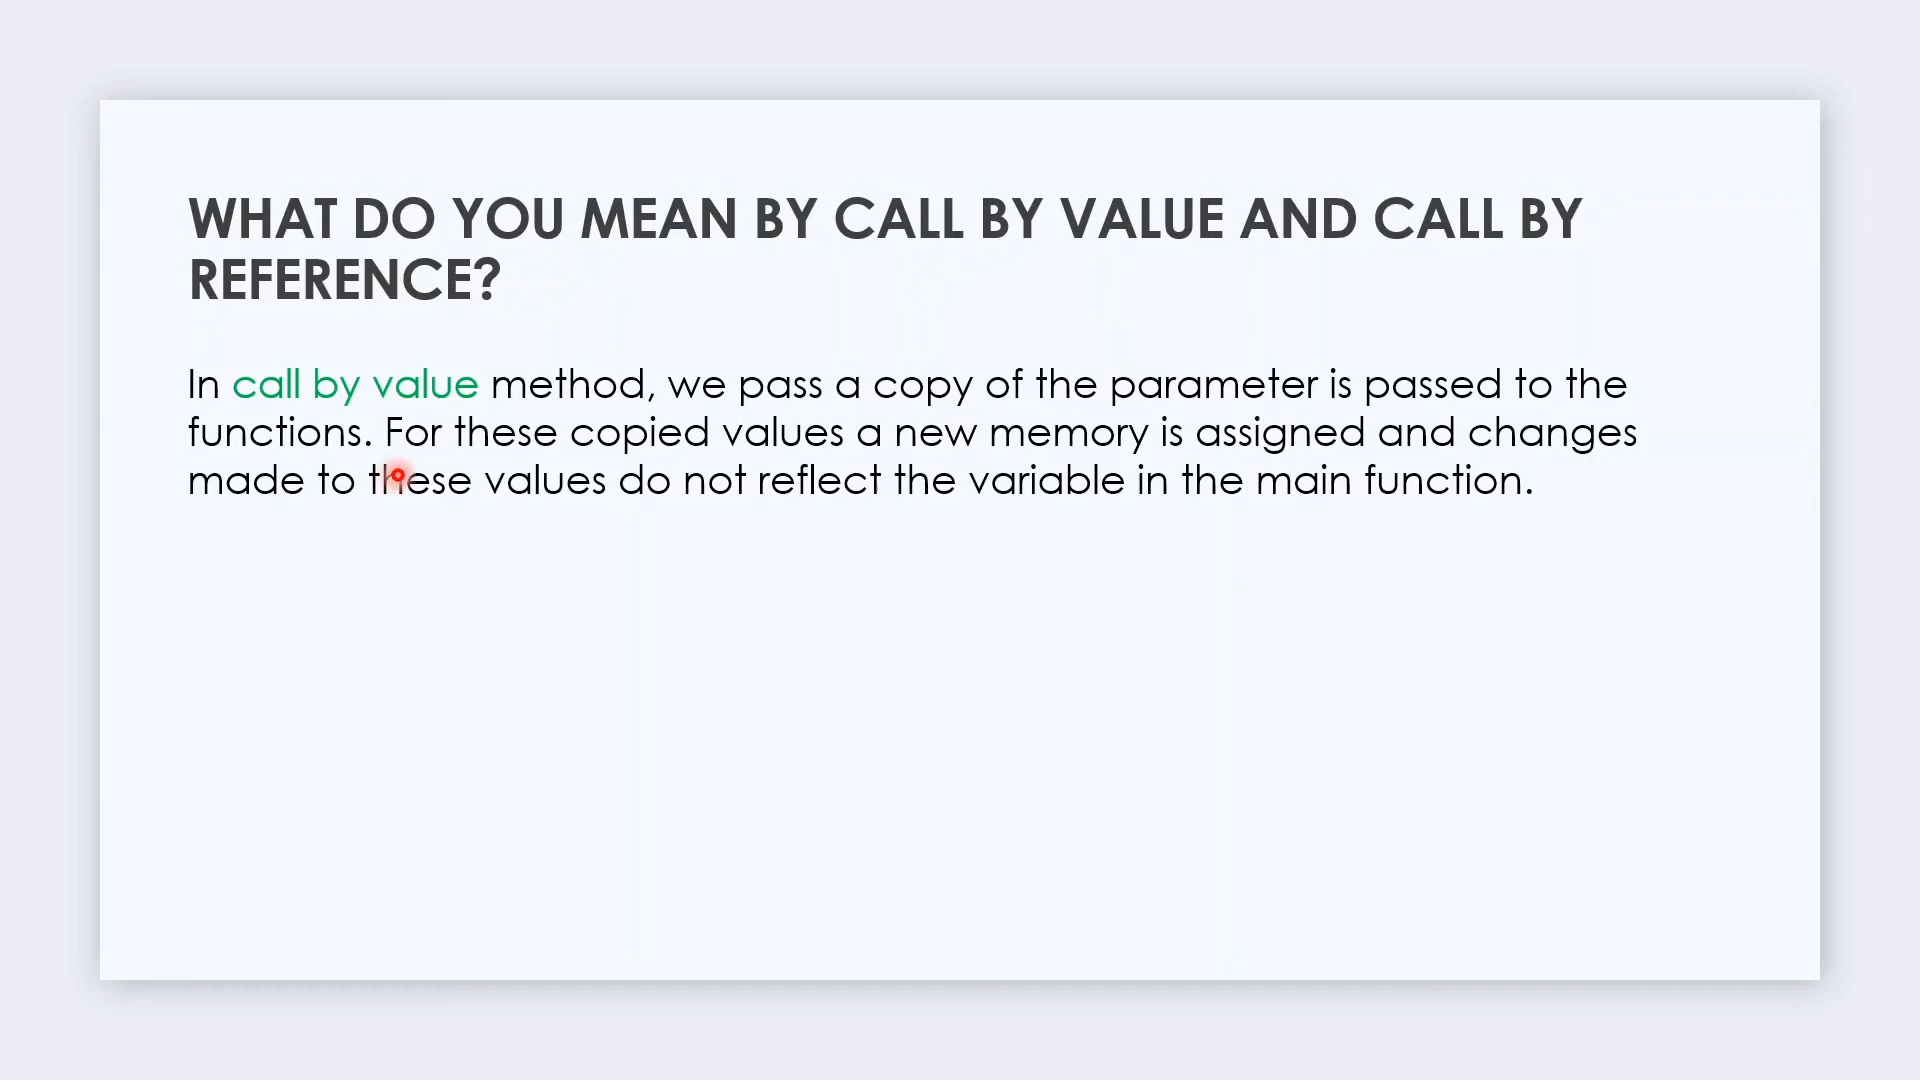 WHAT DO YOU MEAN BY CALL BY VALUE AND CALL BY
REFERENCE?
In call by value method, we pass a copy of the parameter is passed to the
functions. For these copied values a new memory is assigned and changes
made to these values do not reflect the variable in the main function.